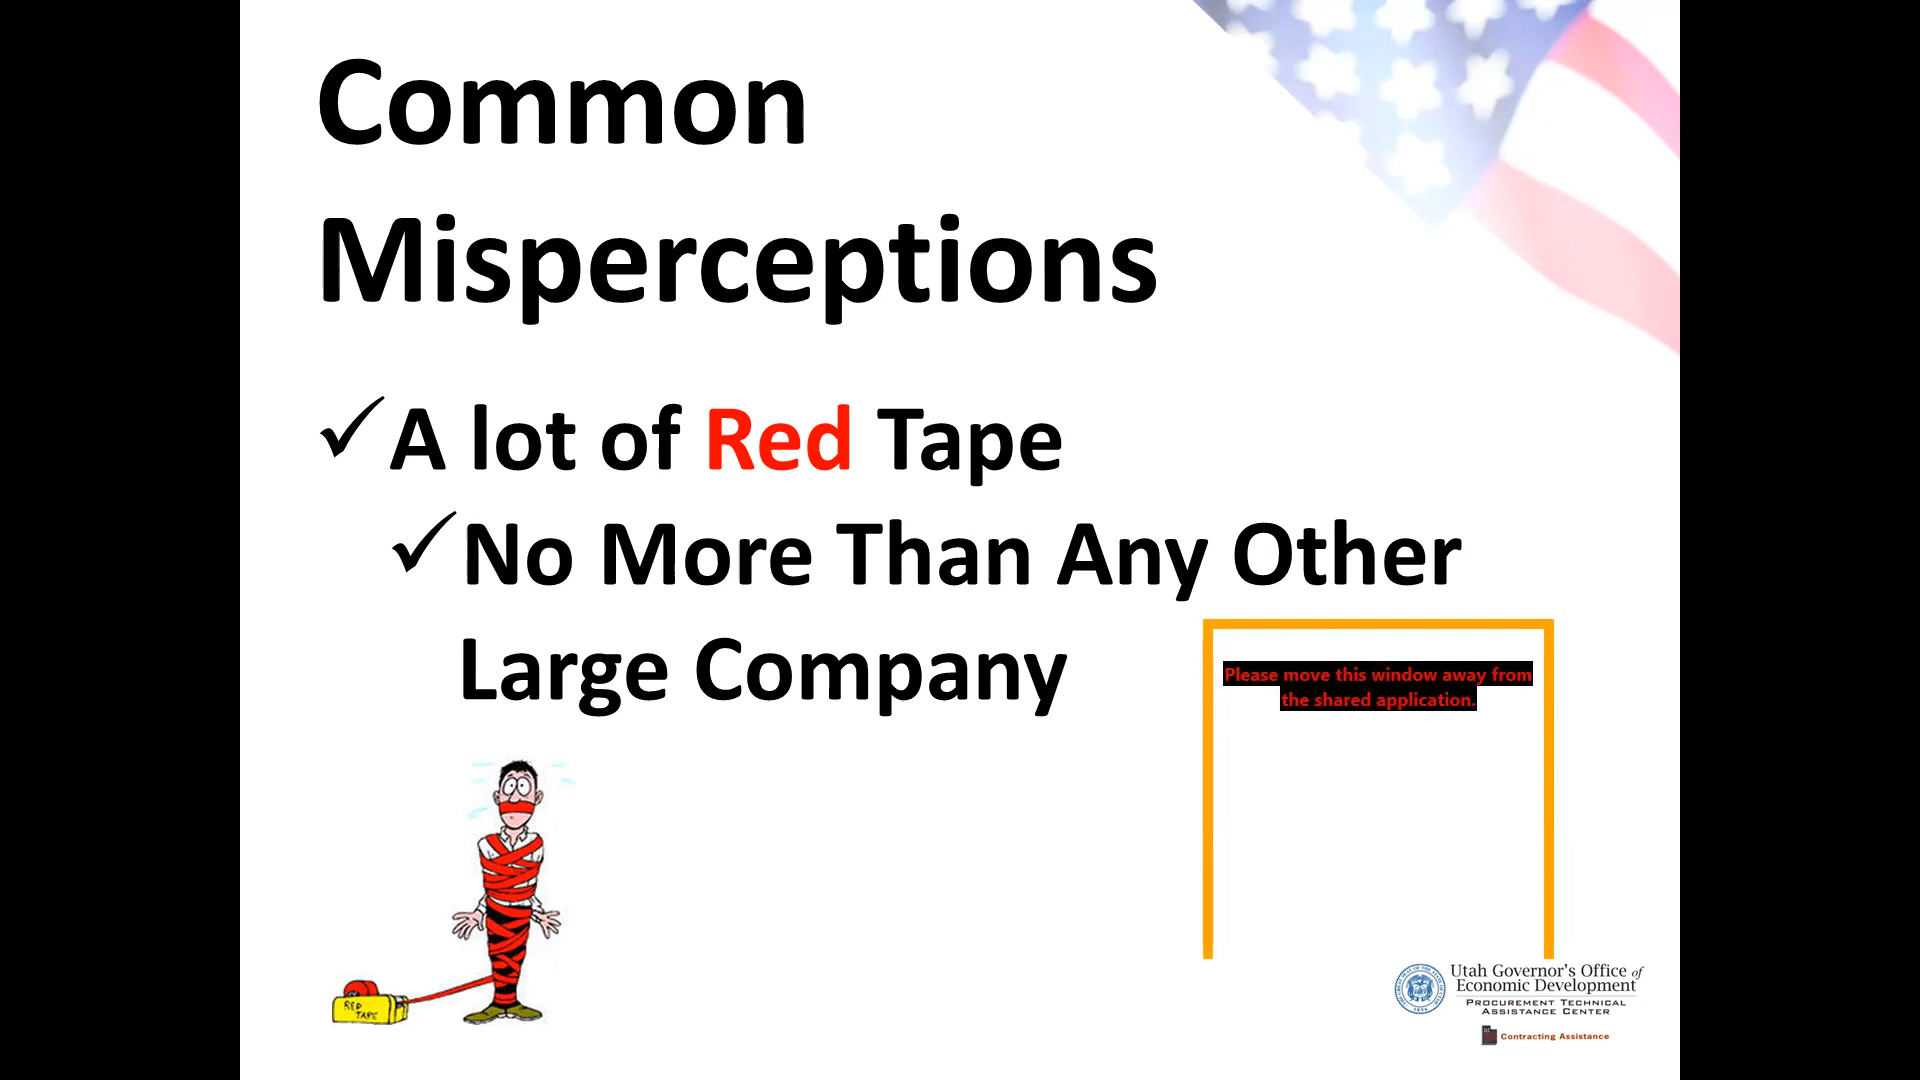 Common
Misperceptions
✓A lot of Red Tape
✓No More Than Any Other
Large Company
Please move this window away from
the shared application.
RED
TAPE
Utah Governor's Office of
Economic Development
PROCUREMENT TECHNICAL
ASSISTANCE CENTER
Contracting Assistance